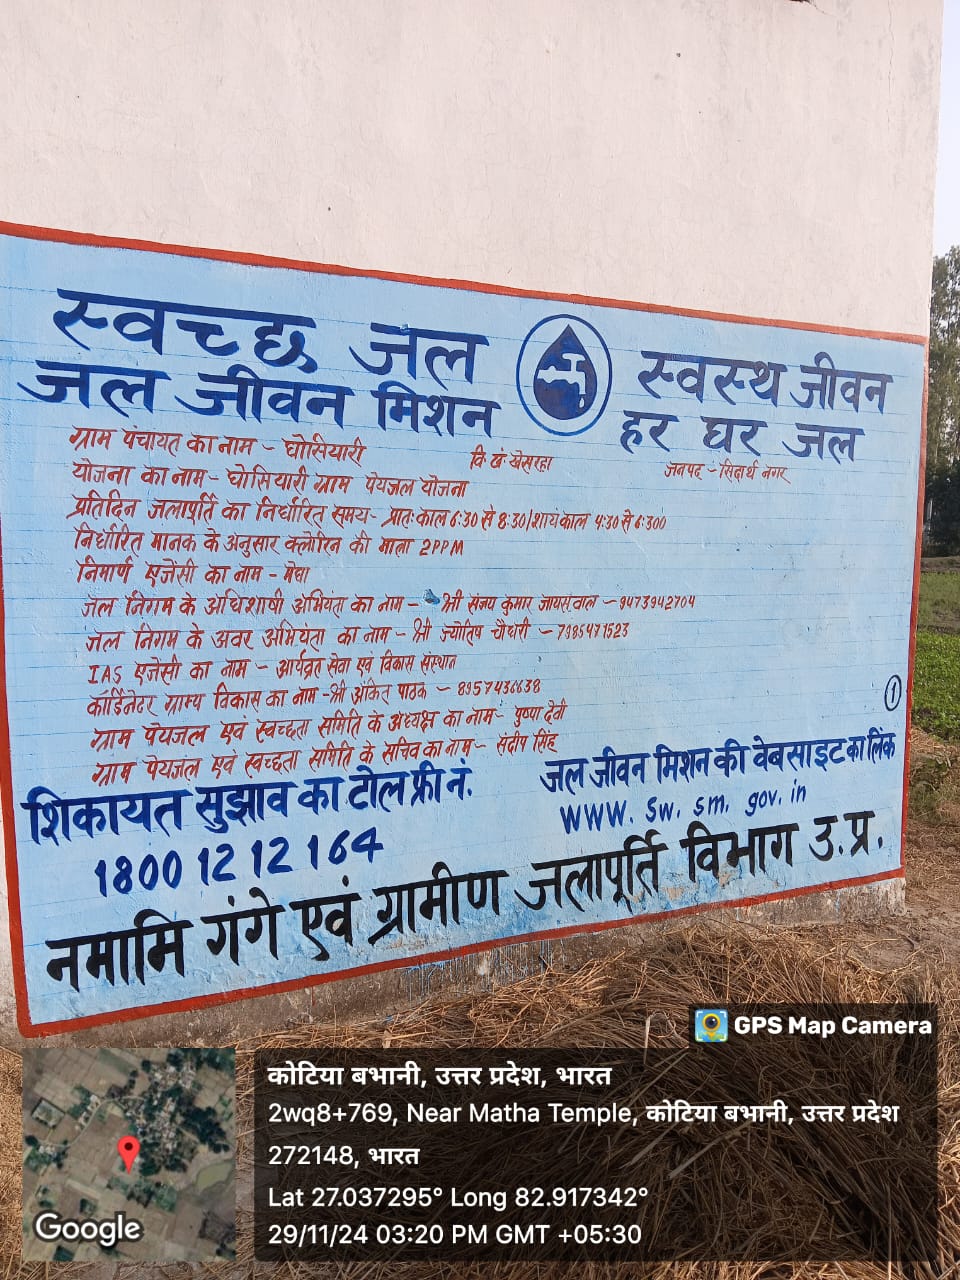 स्वच्छ जल
स्वस्थ जीवन
जल जीवन मिशन
हर घर जल
ग्राम पंचायत का नाम - घोसियारी
वि. खं खेसरहा
जनपद - सिद्धार्थ नगर
योजना का नाम - घोसियारी ग्राम पेयजल योजना
प्रतिदिन जलापूर्ति का निर्धारित समय - प्रातः काल 6:30 से 8:30/शायं काल 4:30 से 6:300
निर्धारित मानक के अनुसार क्लोरिन की मात्रा 2PPM
निमार्ण एजेंसी का नाम - मेघा
जल निगम के अधिशाषी अभियंता का नाम - श्री संजय कुमार जायसवाल - 9473942704
जल निगम के अवर अभियंता का नाम - श्री ज्योतिष चौधरी - 7985471523
IAS एजेंसी का नाम - आर्यव्रत सेवा एवं विकास संस्थान
कॉर्डिनेटर ग्राम्य विकास का नाम - श्री अंकित पाठक - 8957436638
ग्राम पेयजल एवं स्वच्छता समिति के अध्यक्ष का नाम - पुष्पा देवी
ग्राम पेयजल एवं स्वच्छता समिति के सचिव का नाम - संदीप सिंह
1
शिकायत सुझाव का टोल फ्री नं.
1800 12 12 164
जल जीवन मिशन की वेबसाइट का लिंक
www. sw. sm. gov. in
नमामि गंगे एवं ग्रामीण जलापूर्ति विभाग उ. प्र.
GPS Map Camera
कोटिया बभानी, उत्तर प्रदेश, भारत
2wq8+769, Near Matha Temple, कोटिया बभानी, उत्तर प्रदेश
272148, भारत
Lat 27.037295° Long 82.917342°
29/11/24 03:20 PM GMT +05:30
Google